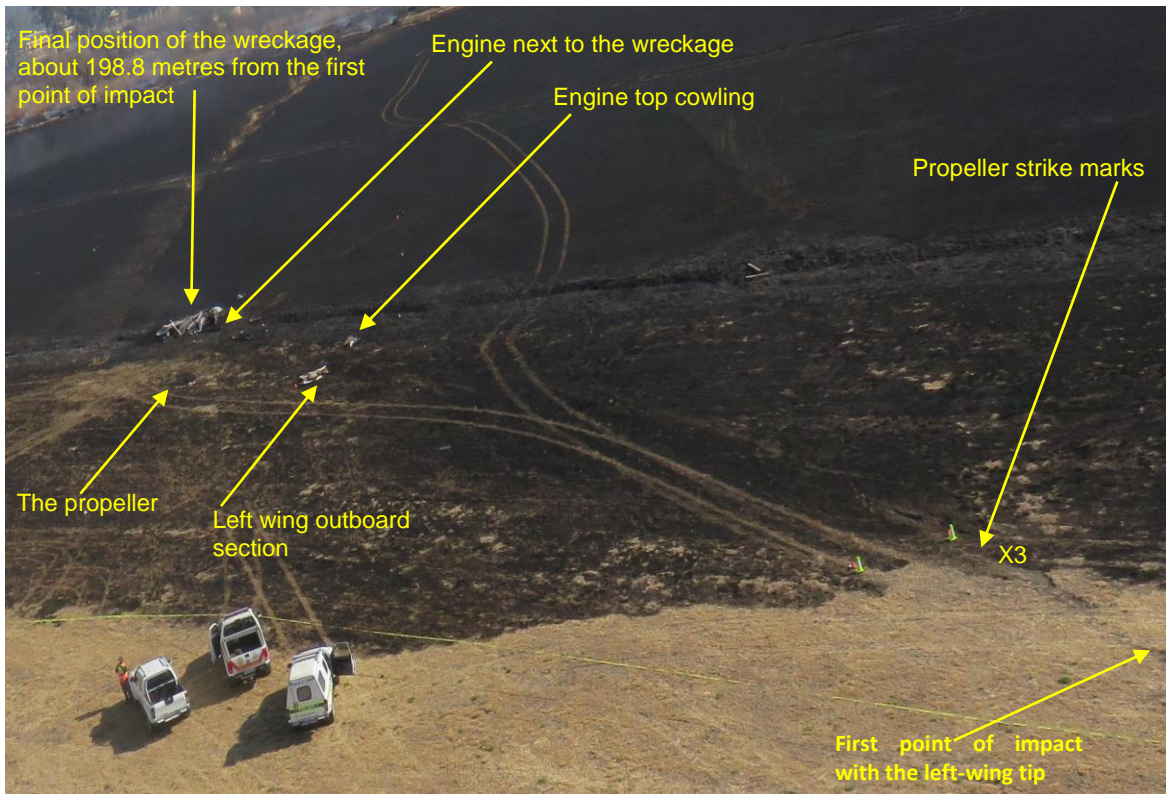 Final position of the wreckage,
about 198.8 metres from the first
point of impact
Engine next to the wreckage
Engine top cowling
Propeller strike marks
The propeller
Left wing outboard
section
X3
First point of impact
with the left-wing tip